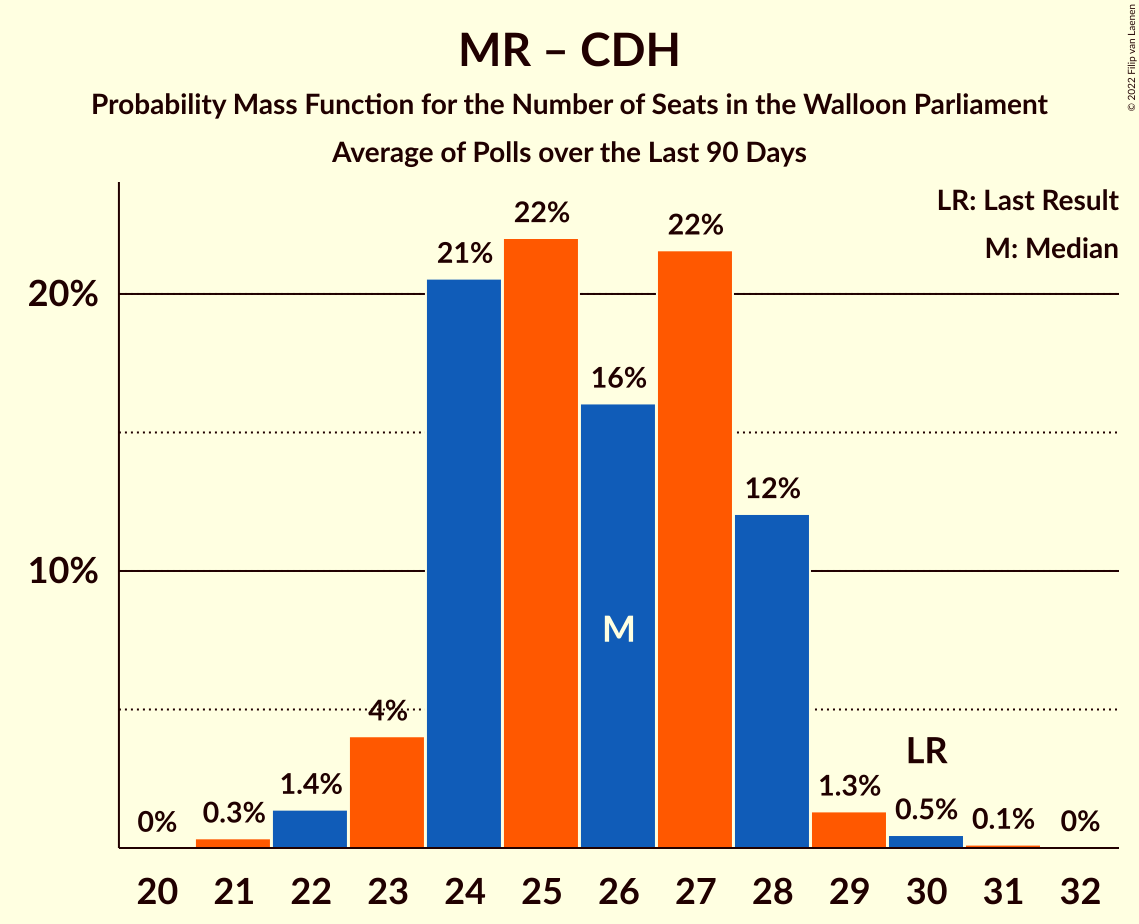 MR – CDH
Probability Mass Function for the Number of Seats in the Walloon Parliament
Average of Polls over the Last 90 Days
© 2022 Filip van Laenen
LR: Last Result
M: Median
20%
10%
0%
0.3%
1.4%
4%
21%
22%
16%
22%
12%
1.3%
0.5%
0.1%
0%
M
LR
20 21 22 23 24 25 26 27 28 29 30 31 32